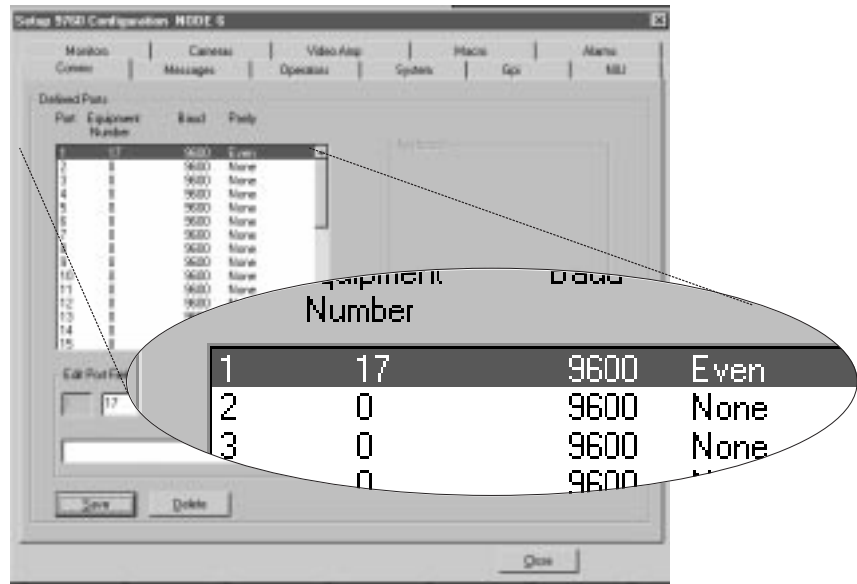 Setup 9760 Configuration NODE 6
Monitors Cameras Video Amp Macro Alarms
Comms Messages Operators System Gpi NIU
Defined Ports
Port Equipment Baud Parity
Number
1 17 9600 Even
2 0 9600 None
3 0 9600 None
4 0 9600 None
5 0 9600 None
6 0 9600 None
7 0 9600 None
8 0 9600 None
9 0 9600 None
10 0 9600 None
11 0 9600 None
12 0 9600 None
13 0
14 0
15 0
Edit Port
17
Save Delete
Close
Equipment Baud
Number
1 17 9600 Even
2 0 9600 None
3 0 9600 None
0 9600